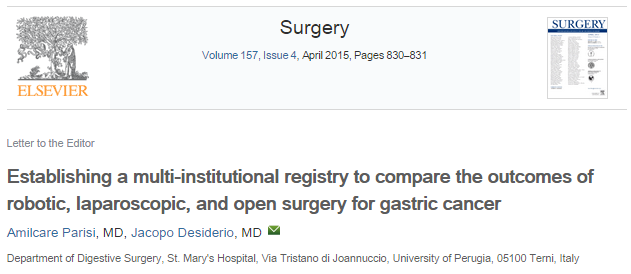 Surgery
Volume 157, Issue 4, April 2015, Pages 830–831
ELSEVIER
SURGERY
Letter to the Editor
Establishing a multi-institutional registry to compare the outcomes of
robotic, laparoscopic, and open surgery for gastric cancer
Amilcare Parisi, MD, Jacopo Desiderio, MD
Department of Digestive Surgery, St. Mary's Hospital, Via Tristano di Joannuccio, University of Perugia, 05100 Terni, Italy